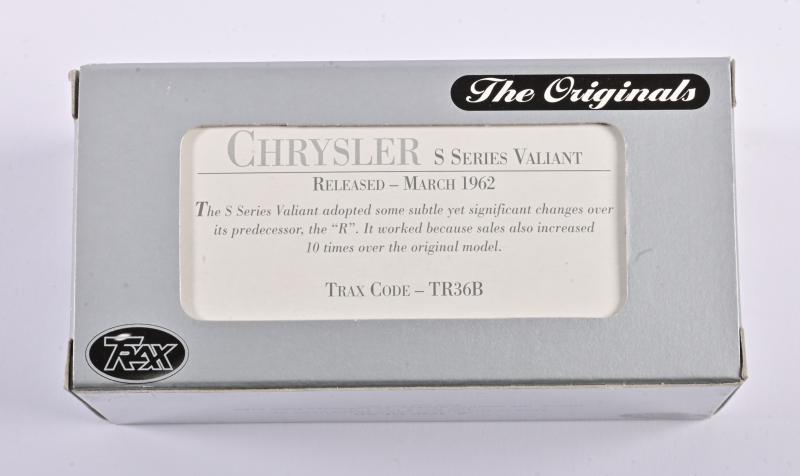 The Originals
CHRYSLER S SERIES VALIANT
RELEASED – MARCH 1962
The S Series Valiant adopted some subtle yet significant changes over
its predecessor, the “R”. It worked because sales also increased
10 times over the original model.
TRAX CODE – TR36B
TRAX